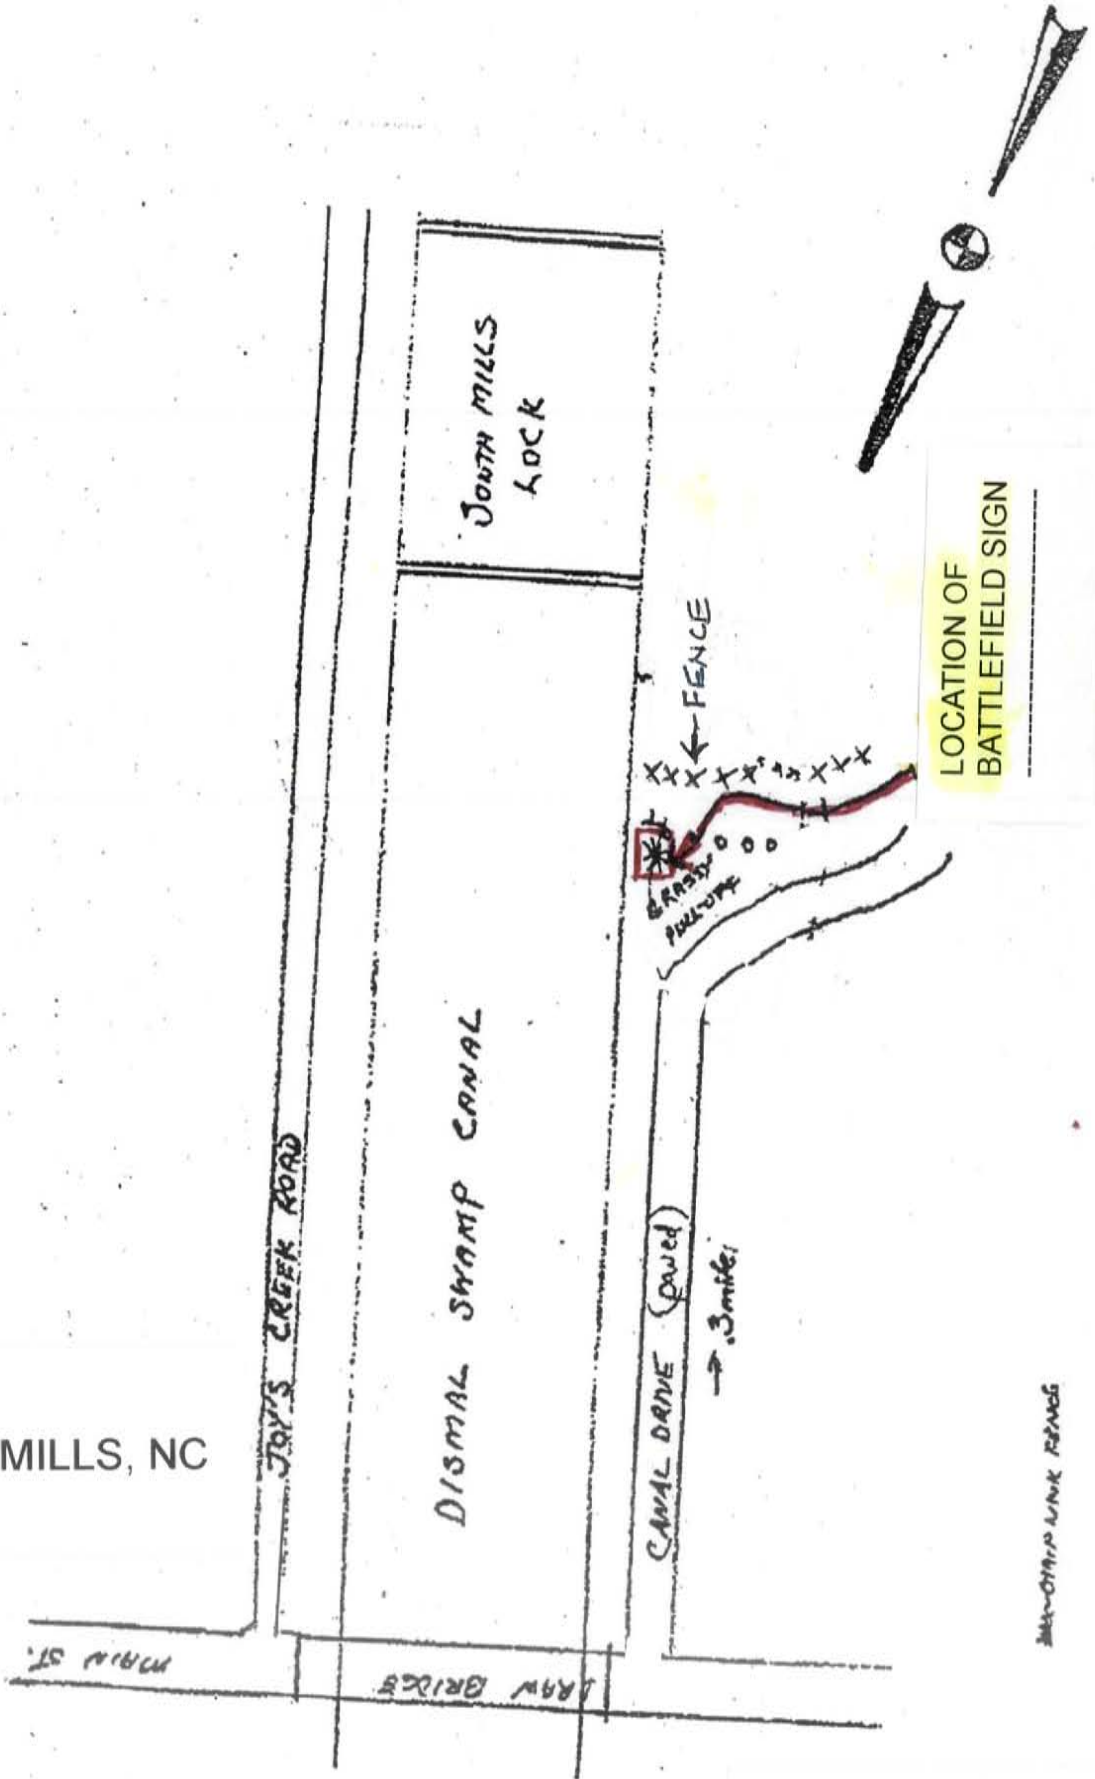 MILLS, NC
MAIN ST.
DRAW BRIDGE
JOY'S CREEK ROAD
DISMAL SWAMP CANAL
SOUTH MILLS
LOCK
CANAL DRIVE (paved)
→ .3 miles
GRASSY
PULL-OFF
← FENCE
LOCATION OF
BATTLEFIELD SIGN
FENCE